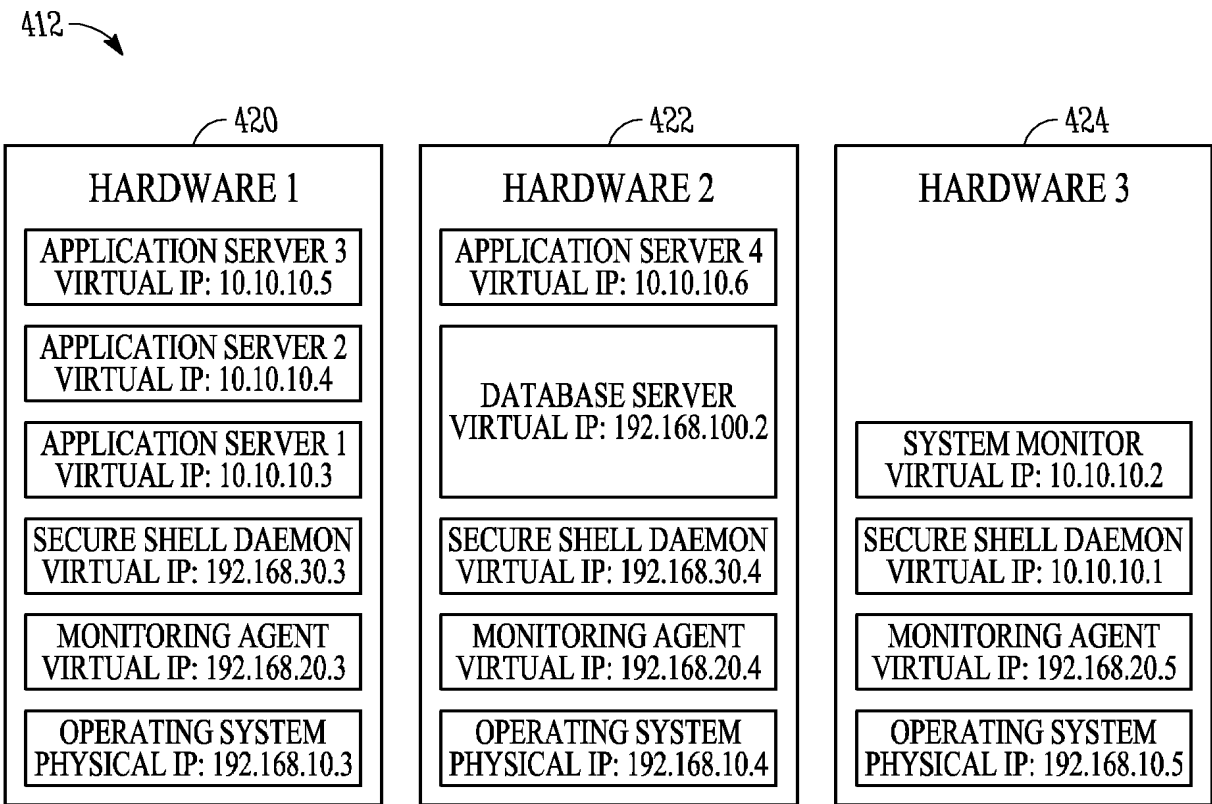 412
420
HARDWARE 1
APPLICATION SERVER 3
VIRTUAL IP: 10.10.10.5
APPLICATION SERVER 2
VIRTUAL IP: 10.10.10.4
APPLICATION SERVER 1
VIRTUAL IP: 10.10.10.3
SECURE SHELL DAEMON
VIRTUAL IP: 192.168.30.3
MONITORING AGENT
VIRTUAL IP: 192.168.20.3
OPERATING SYSTEM
PHYSICAL IP: 192.168.10.3
422
HARDWARE 2
APPLICATION SERVER 4
VIRTUAL IP: 10.10.10.6
DATABASE SERVER
VIRTUAL IP: 192.168.100.2
SECURE SHELL DAEMON
VIRTUAL IP: 192.168.30.4
MONITORING AGENT
VIRTUAL IP: 192.168.20.4
OPERATING SYSTEM
PHYSICAL IP: 192.168.10.4
424
HARDWARE 3
SYSTEM MONITOR
VIRTUAL IP: 10.10.10.2
SECURE SHELL DAEMON
VIRTUAL IP: 10.10.10.1
MONITORING AGENT
VIRTUAL IP: 192.168.20.5
OPERATING SYSTEM
PHYSICAL IP: 192.168.10.5